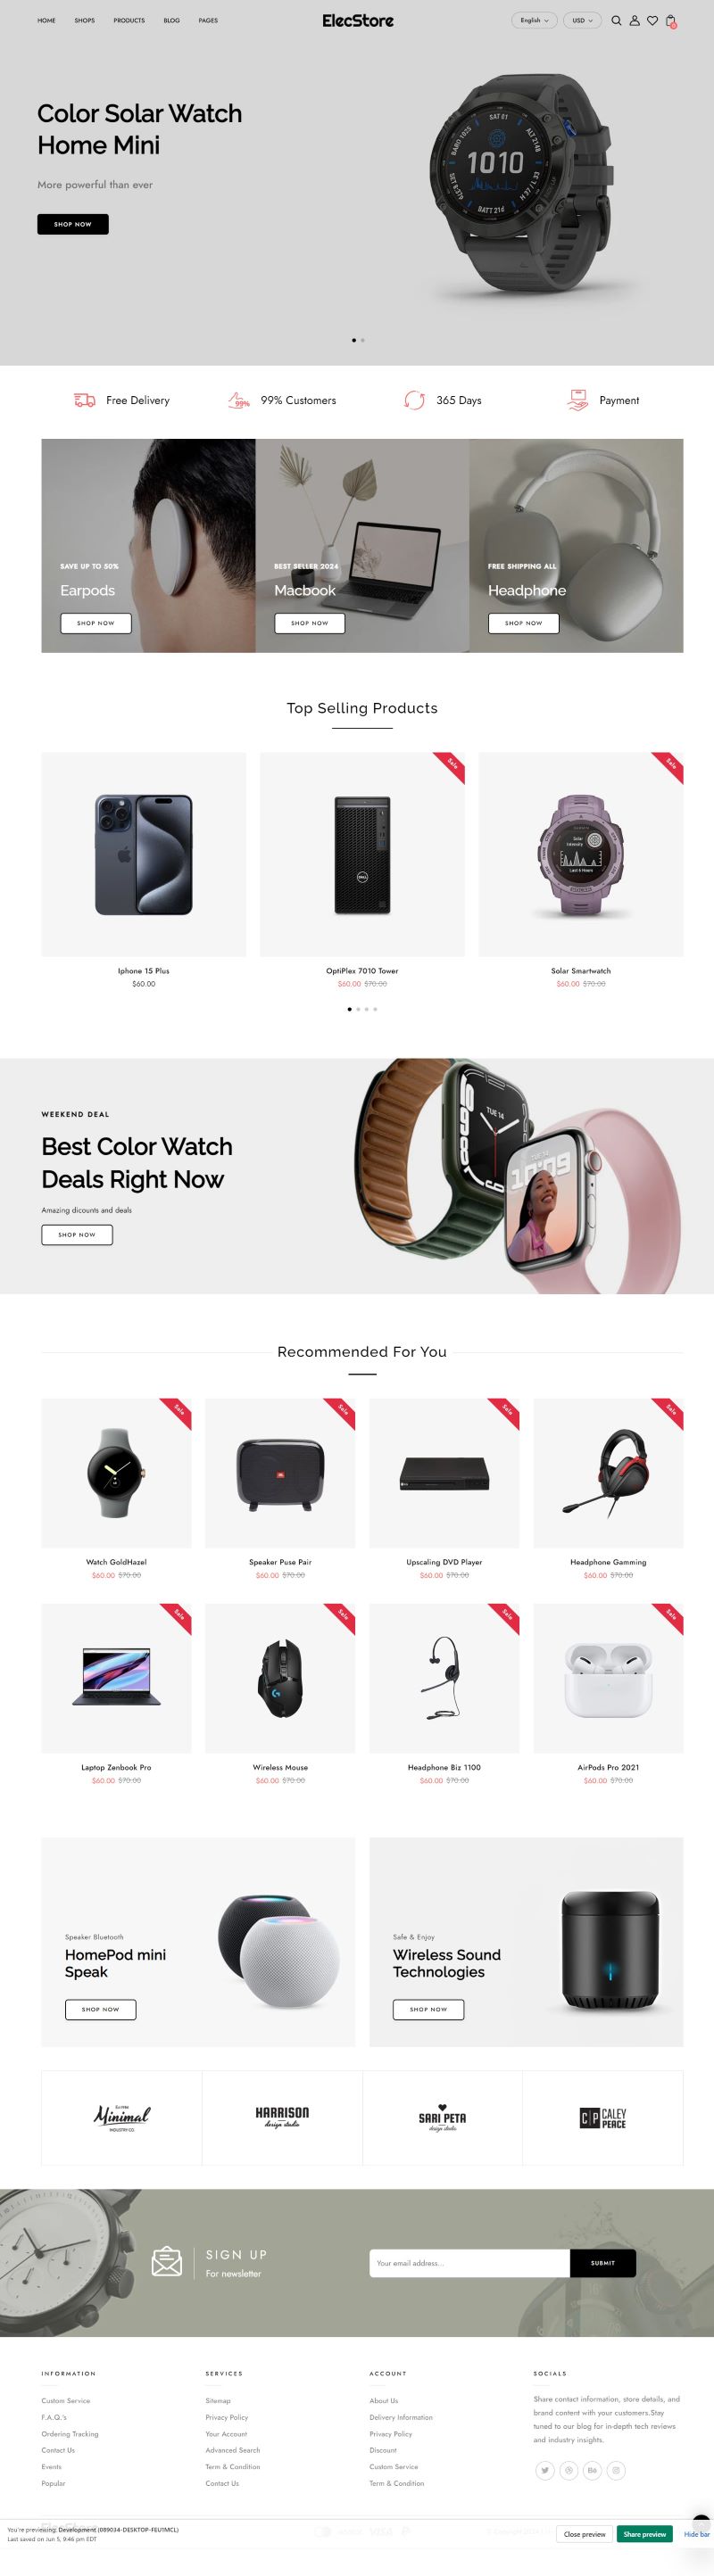 HOME SHOPS PRODUCTS BLOG PAGES ElecStore English USD
Color Solar Watch
Home Mini
More powerful than ever
SHOP NOW
SAT 01
1010
BATT 21d
Free Delivery 99% 99% Customers 365 Days Payment
SAVE UP TO 50% BEST SELLER 2024 FREE SHIPPING ALL
Earpods Macbook Headphone
SHOP NOW SHOP NOW SHOP NOW
Top Selling Products
Sale Sale
Iphone 15 Plus OptiPlex 7010 Tower Solar Smartwatch
$60.00 $60.00 $70.00 $60.00 $70.00
WEEKEND DEAL
Best Color Watch
Deals Right Now
Amazing dicounts and deals
SHOP NOW
TUE 14
10:09
Recommended For You
Sale Sale Sale Sale
Watch GoldHazel Speaker Puse Pair Upscaling DVD Player Headphone Gamming
$60.00 $70.00 $60.00 $70.00 $60.00 $70.00 $60.00 $70.00
Sale Sale Sale Sale
Laptop Zenbook Pro Wireless Mouse Headphone Biz 1100 AirPods Pro 2021
$60.00 $70.00 $60.00 $70.00 $60.00 $70.00 $60.00 $70.00
Speaker Bluetooth Safe & Enjoy
HomePod mini Wireless Sound
Speak Technologies
SHOP NOW SHOP NOW
Minimal HARRISON SARI PETA CP CALEY
INDUSTRY CO. design studio design studio PEACE
SIGN UP
For newsletter
Your email address... SUBMIT
INFORMATION SERVICES ACCOUNT SOCIALS
Custom Service Sitemap About Us Share contact information, store details, and
F.A.Q.'s Privacy Policy Delivery Information brand content with your customers.Stay
Ordering Tracking Your Account Privacy Policy tuned to our blog for in-depth tech reviews
Contact Us Advanced Search Discount and industry insights.
Events Term & Condition Custom Service
Popular Contact Us Term & Condition
You're previewing: Development (089034-DESKTOP-FEU1MCL)
Last saved on Jun 5, 9:46 pm EDT
Close preview Share preview Hide bar